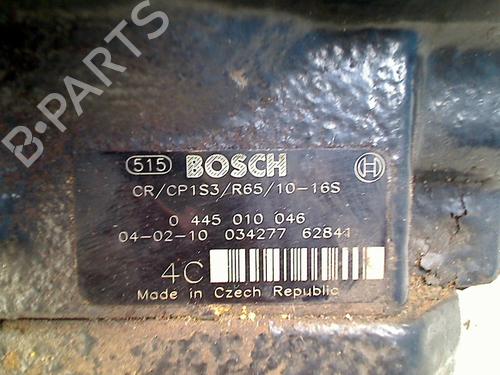 B-PARTS
515 BOSCH
CR/CP1S3/R65/10-16S
0 445 010 046
04-02-10 034277 62841
4C
Made in Czech Republic